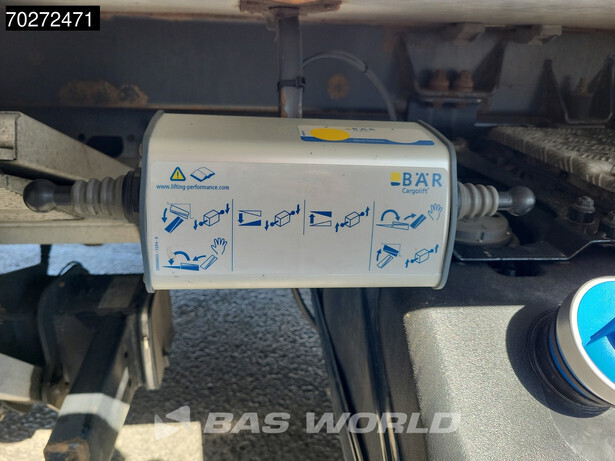 70272471
BÄR
Cargolift
www.lifting-performance.com
BAS WORLD